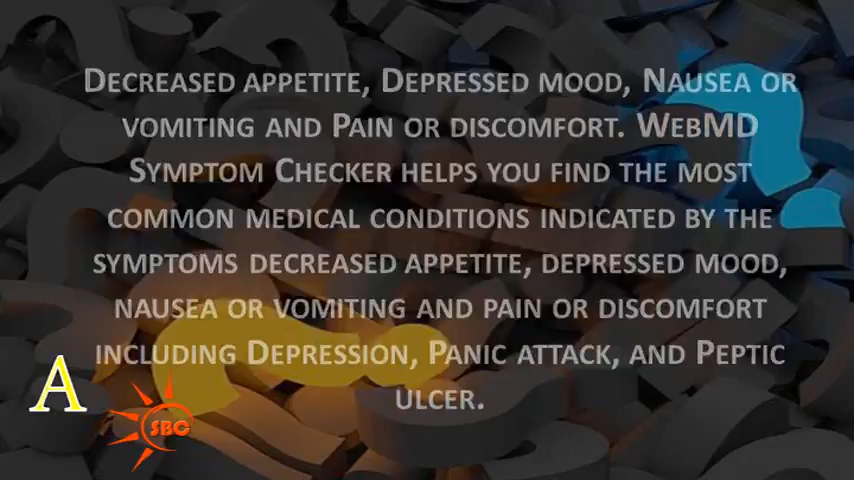 Decreased appetite, Depressed mood, Nausea or
vomiting and Pain or discomfort. WebMD
Symptom Checker helps you find the most
common medical conditions indicated by the
symptoms decreased appetite, depressed mood,
nausea or vomiting and pain or discomfort
including Depression, Panic attack, and Peptic
ulcer.
A
SBC